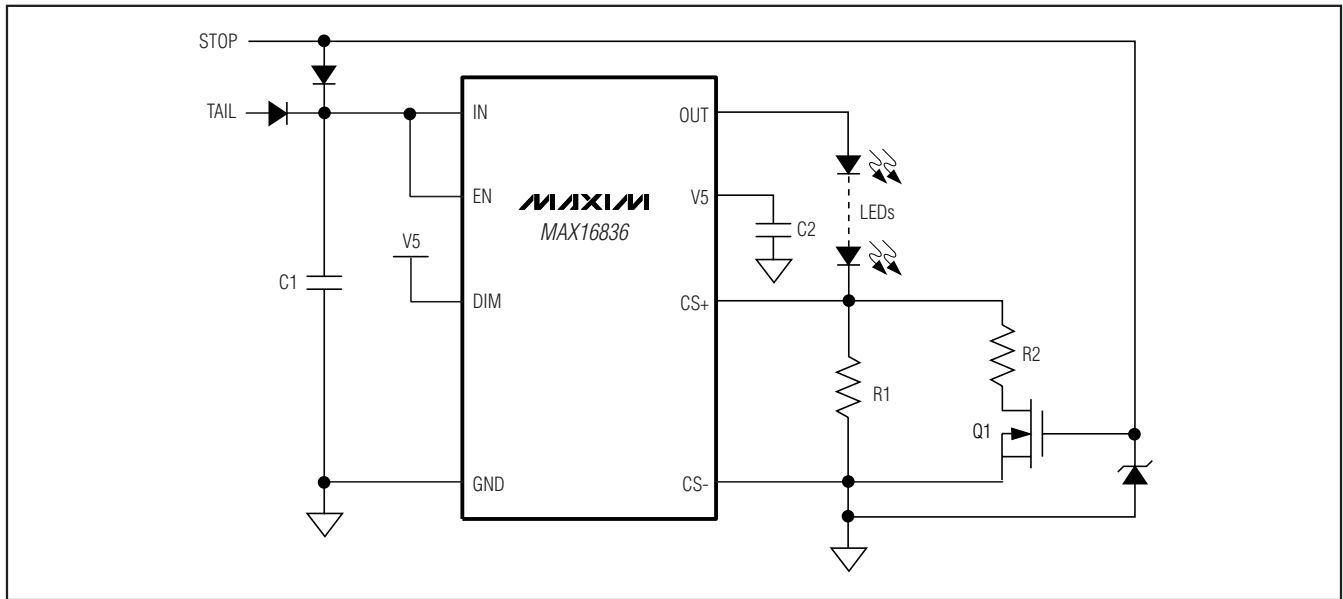 STOP
TAIL
IN
OUT
EN
V5
MAXIM
MAX16836
C2
LEDs
V5
C1
DIM
CS+
R2
R1
Q1
GND
CS-